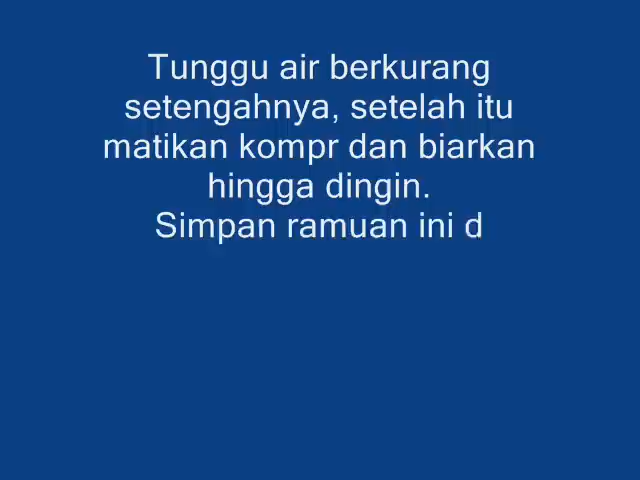 Tunggu air berkurang
setengahnya, setelah itu
matikan kompr dan biarkan
hingga dingin.
Simpan ramuan ini d